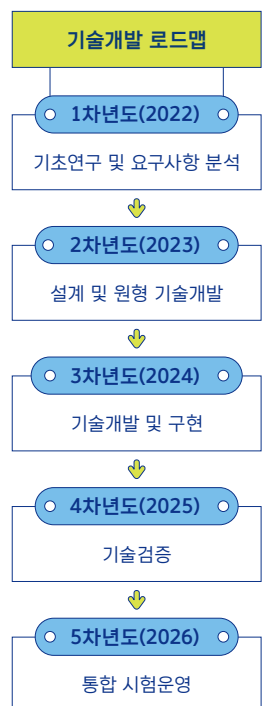 기술개발 로드맵
1차년도(2022)
기초연구 및 요구사항 분석
2차년도(2023)
설계 및 원형 기술개발
3차년도(2024)
기술개발 및 구현
4차년도(2025)
기술검증
5차년도(2026)
통합 시험운영